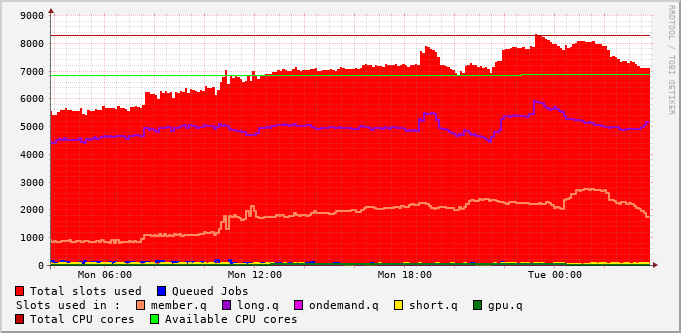 RRDTOOL / TOBI OETIKER
9000
8000
7000
6000
5000
4000
3000
2000
1000
0
Mon 06:00 Mon 12:00 Mon 18:00 Tue 00:00
Total slots used Queued Jobs
Slots used in : member.q long.q ondemand.q short.q gpu.q
Total CPU cores Available CPU cores